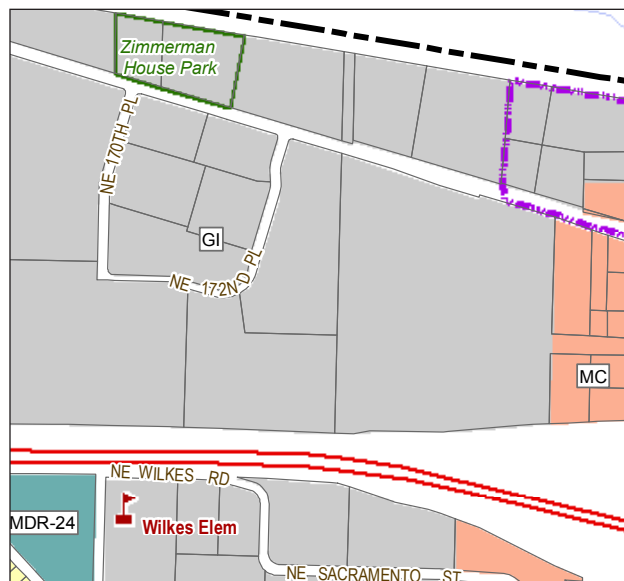 Zimmerman
House Park
NE 170TH PL
GI
NE 172ND PL
MC
NE WILKES RD
MDR-24
Wilkes Elem
NE SACRAMENTO ST